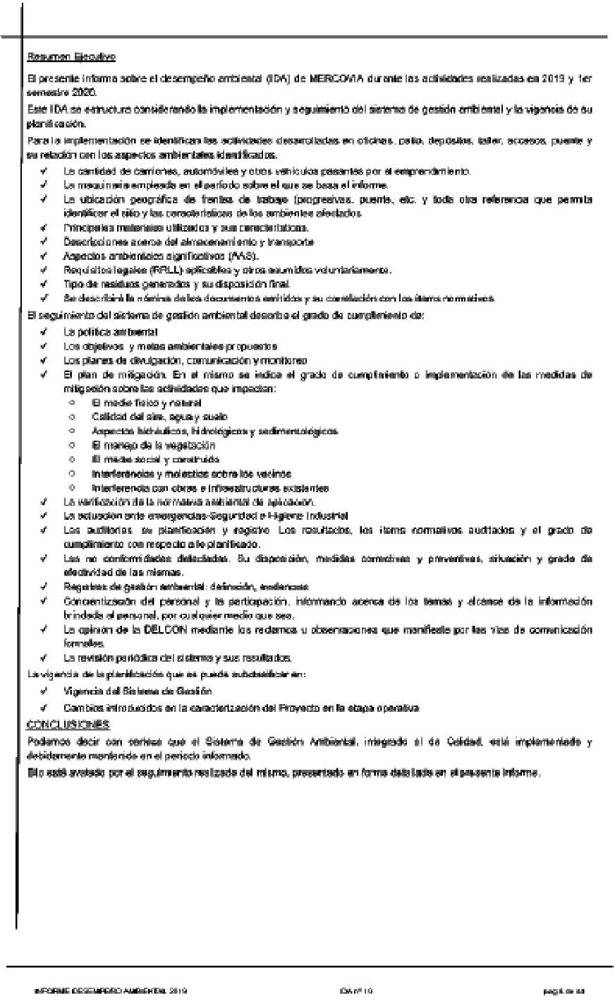 Resumen Ejecutivo
El presente informa sobre el desempeño ambiental (IDA) de MERCOVIA durante las actividades realizadas en 2019 y 1er
semestre 2020.
Este IDA se estructura considerando la implementación y seguimiento del sistema de gestión ambiental y la vigencia de su
planificación.
Para la implementación se identifican las actividades desarrolladas en oficinas, patio, depósitos, taller, accesos, puente y
su relación con los aspectos ambientales identificados.
✓ La cantidad de camiones, automóviles y otros vehículos pasantes por el emprendimiento.
✓ La maquinaria empleada en el período sobre el que se basa el informe.
✓ La ubicación geográfica de frentes de trabajo (progresivas, puente, etc. y toda otra referencia que permita
identificar el sitio y las características de los ambientes afectados
✓ Principales materiales utilizados y sus características.
✓ Descripciones acerca del almacenamiento y transporte
✓ Aspectos ambientales significativos (AAS).
✓ Requisitos legales (RRLL) aplicables y otros asumidos voluntariamente.
✓ Tipo de residuos generados y su disposición final.
✓ Se describirá la nómina de los documentos emitidos y su correlación con los ítems normativos.
El seguimiento del sistema de gestión ambiental describe el grado de cumplimiento de:
✓ La política ambiental
✓ Los objetivos y metas ambientales propuestos
✓ Los planes de divulgación, comunicación y monitoreo
✓ El plan de mitigación. En el mismo se indica el grado de cumplimiento o implementación de las medidas de
mitigación sobre las actividades que impactan:
○ El medio físico y natural
○ Calidad del aire, agua y suelo
○ Aspectos hidráulicos, hidrológicos y sedimentológicos
○ El manejo de la vegetación
○ El medio social y construido
○ Interferencias y molestias sobre los vecinos
○ Interferencia con obras e infraestructuras existentes
✓ La verificación de la normativa ambiental de aplicación.
✓ La actuación ante emergencias-Seguridad e Higiene Industrial
✓ Las auditorías, su planificación y registro. Los resultados, los ítems normativos auditados y el grado de
cumplimiento con respecto a lo planificado.
✓ Las no conformidades detectadas. Su disposición, medidas correctivas y preventivas, situación y grado de
efectividad de las mismas.
✓ Registros de gestión ambiental: definición, evidencias
✓ Concientización del personal y la participación, informando acerca de los temas y alcance de la información
brindada al personal, por cualquier medio que sea.
✓ La opinión de la DELCON mediante los reclamos u observaciones que manifieste por las vías de comunicación
formales.
✓ La revisión periódica del sistema y sus resultados.
La vigencia de la planificación que se puede subclasificar en:
✓ Vigencia del Sistema de Gestión
✓ Cambios introducidos en la caracterización del Proyecto en la etapa operativa
CONCLUSIONES
Podemos decir con certeza que el Sistema de Gestión Ambiental, integrado al de Calidad, está implementado y
debidamente mantenido en el período informado.
Ello está avalado por el seguimiento realizado del mismo, presentado en forma detallada en el presente Informe.
INFORME DESEMPEÑO AMBIENTAL 2019 IDA nº 10 pag. de